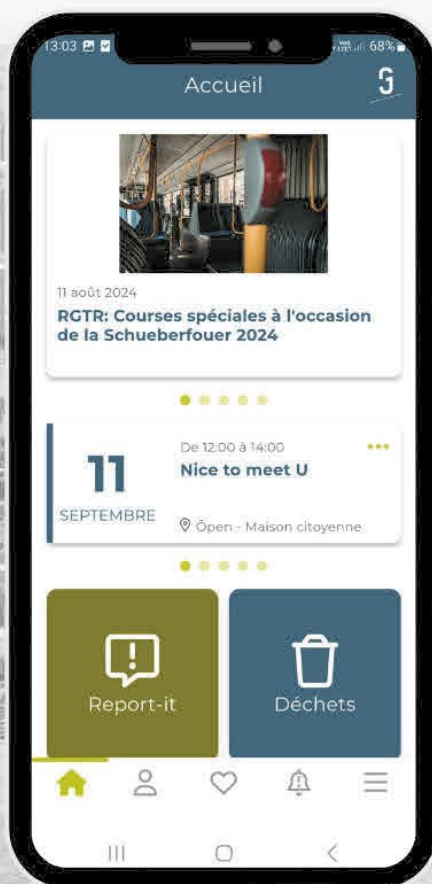 13:03 68%
Accueil
11 août 2024
RGTR: Courses spéciales à l'occasion
de la Schueberfouer 2024
11
SEPTEMBRE
De 12:00 à 14:00
Nice to meet U
Öpen - Maison citoyenne
Report-it
Déchets